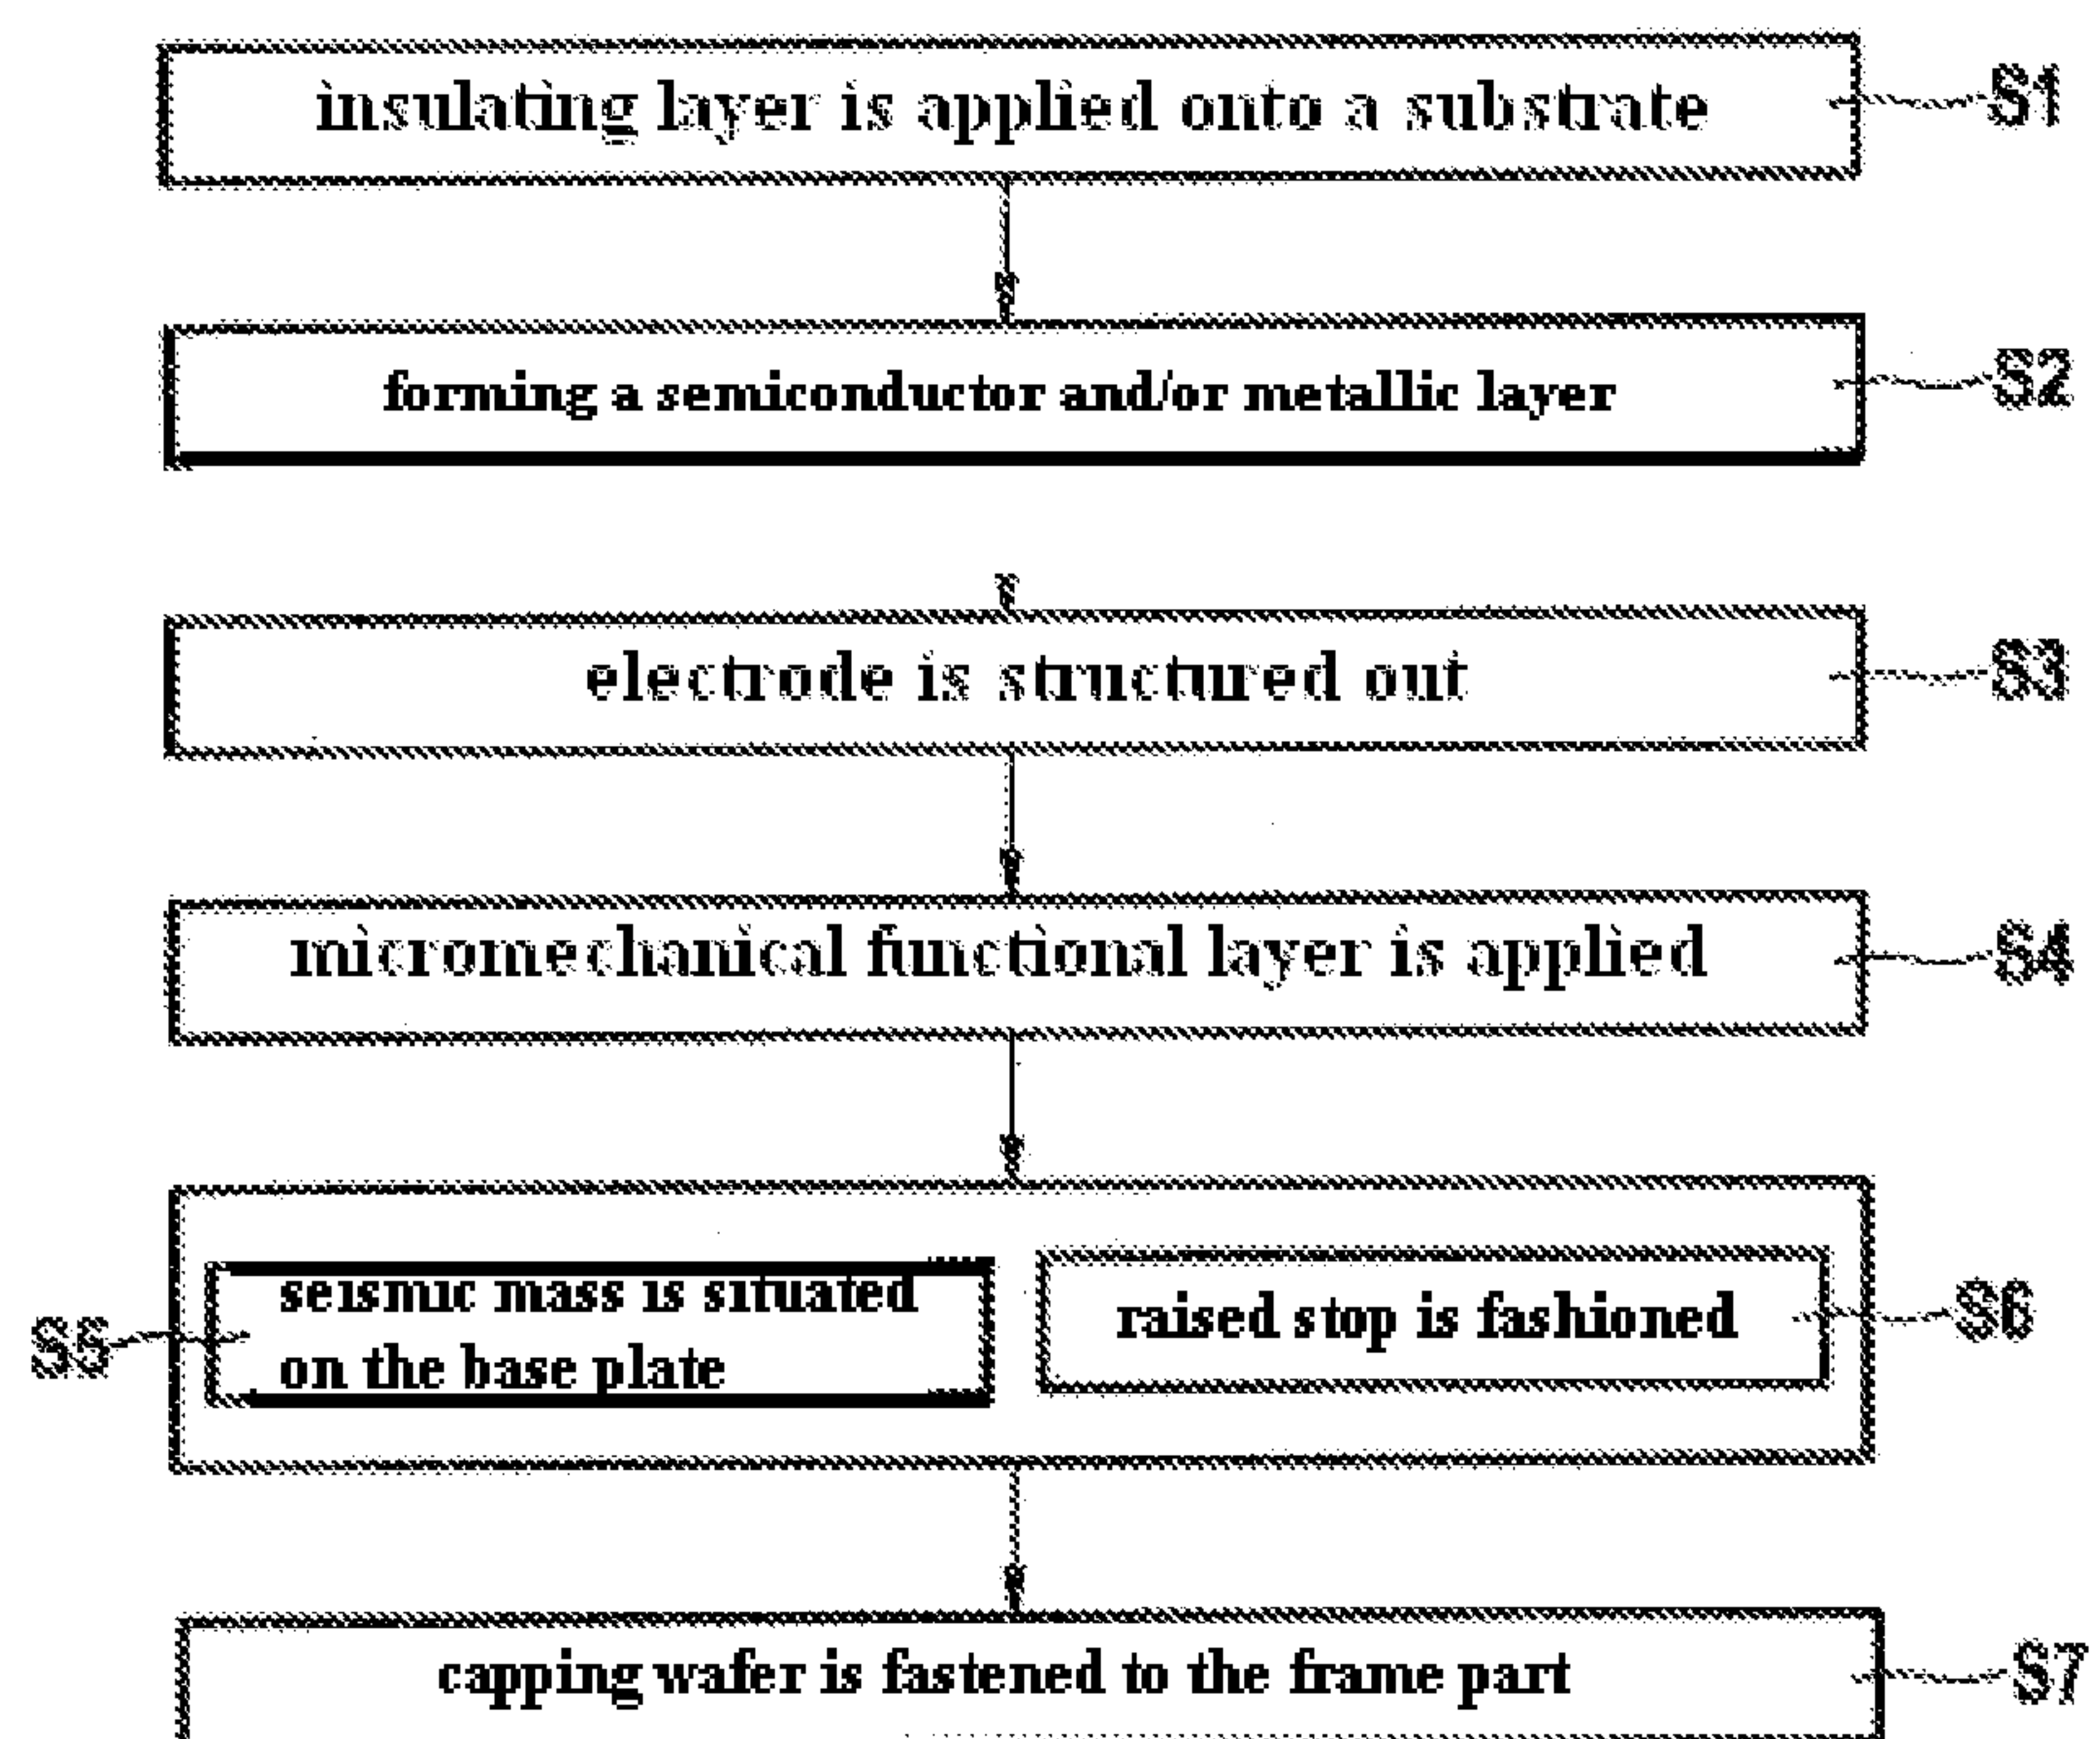 insulating layer is applied onto a substrate S1
forming a semiconductor and/or metallic layer S2
electrode is structured out S3
micromechanical functional layer is applied S4
seismic mass is situated
on the base plate
S5
raised stop is fashioned S6
capping wafer is fastened to the frame part S7